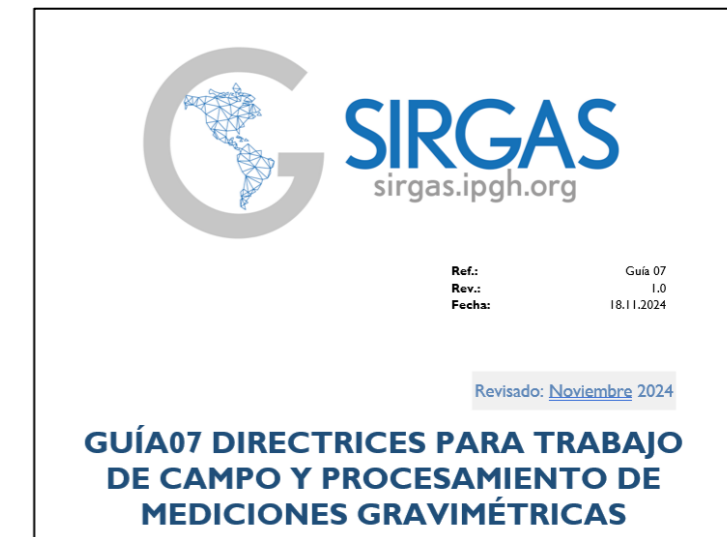 SIRGAS
sirgas.ipgh.org
Ref.: Guía 07
Rev.: 1.0
Fecha: 18.11.2024
Revisado: Noviembre 2024
GUÍA07 DIRECTRICES PARA TRABAJO
DE CAMPO Y PROCESAMIENTO DE
MEDICIONES GRAVIMÉTRICAS